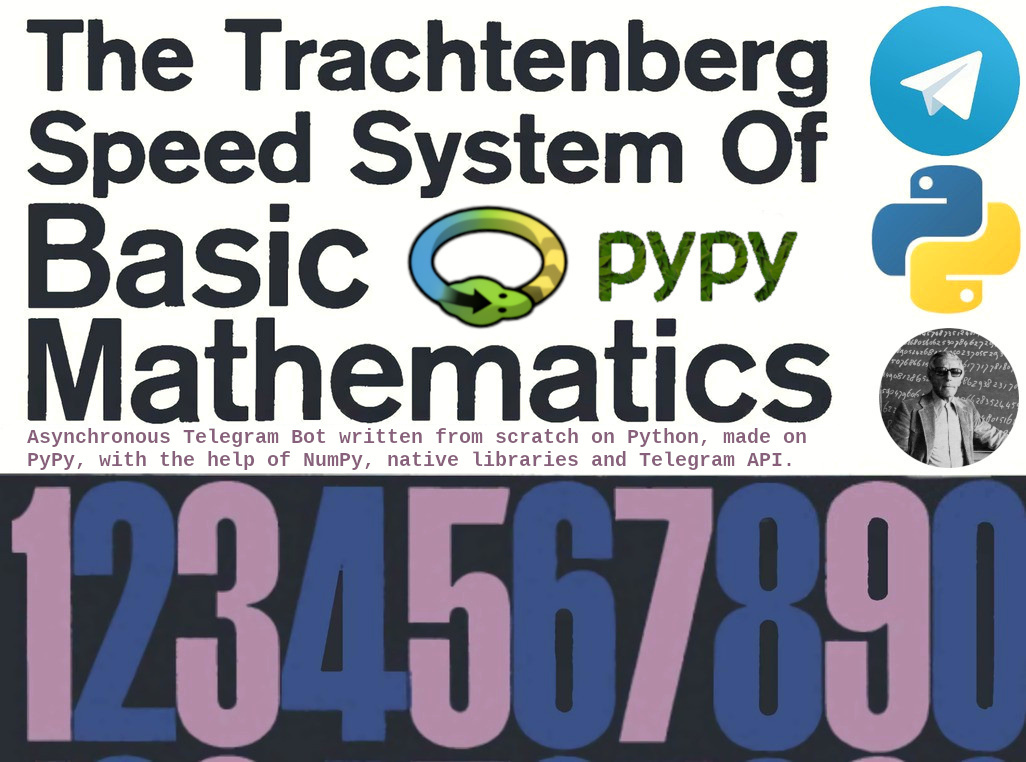 The Trachtenberg
Speed System Of
Basic
pypy
Mathematics
Asynchronous Telegram Bot written from scratch on Python, made on
PyPy, with the help of NumPy, native libraries and Telegram API.
1234567890